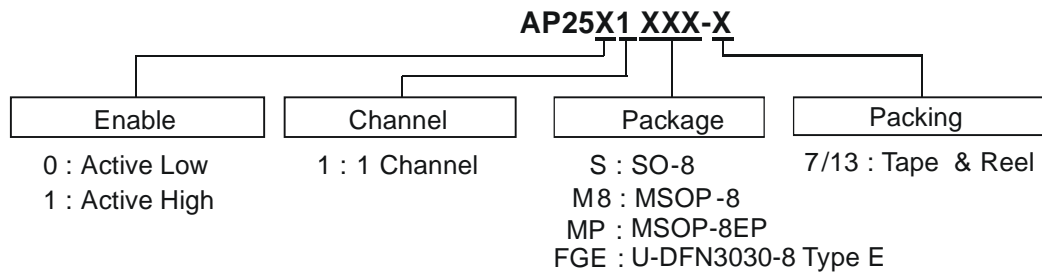 AP25X1 XXX-X
Enable
Channel
Package
Packing
0 : Active Low
1 : Active High
1 : 1 Channel
S : SO-8
M8 : MSOP-8
MP : MSOP-8EP
FGE : U-DFN3030-8 Type E
7/13 : Tape & Reel